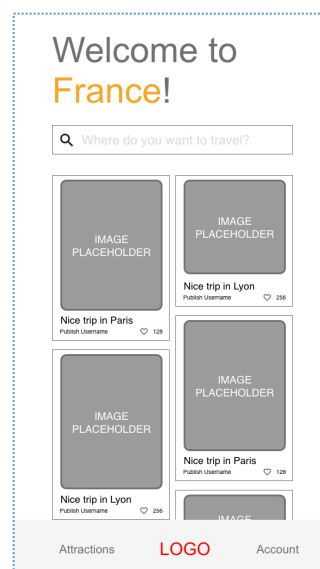 Welcome to
France!
Where do you want to travel?
IMAGE
PLACEHOLDER
Nice trip in Paris
Publish Username 128
IMAGE
PLACEHOLDER
Nice trip in Lyon
Publish Username 256
IMAGE
PLACEHOLDER
Nice trip in Lyon
Publish Username 256
IMAGE
PLACEHOLDER
Nice trip in Paris
Publish Username 128
IMAGE
Attractions LOGO Account